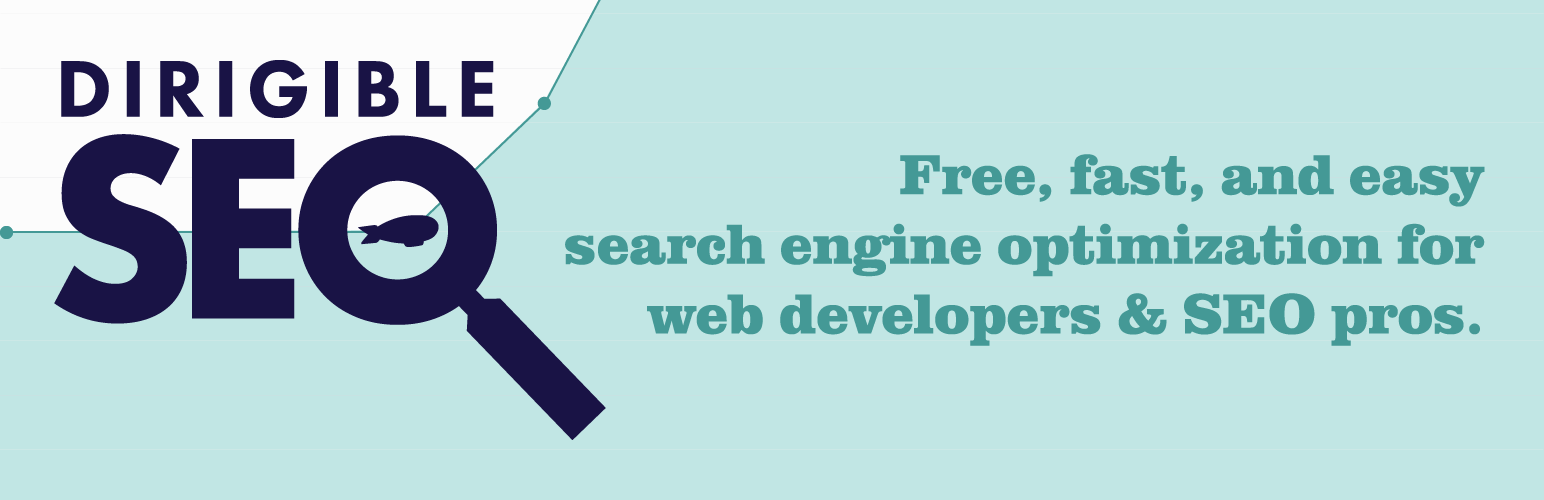 DIRIGIBLE
SEO
Free, fast, and easy
search engine optimization for
web developers & SEO pros.